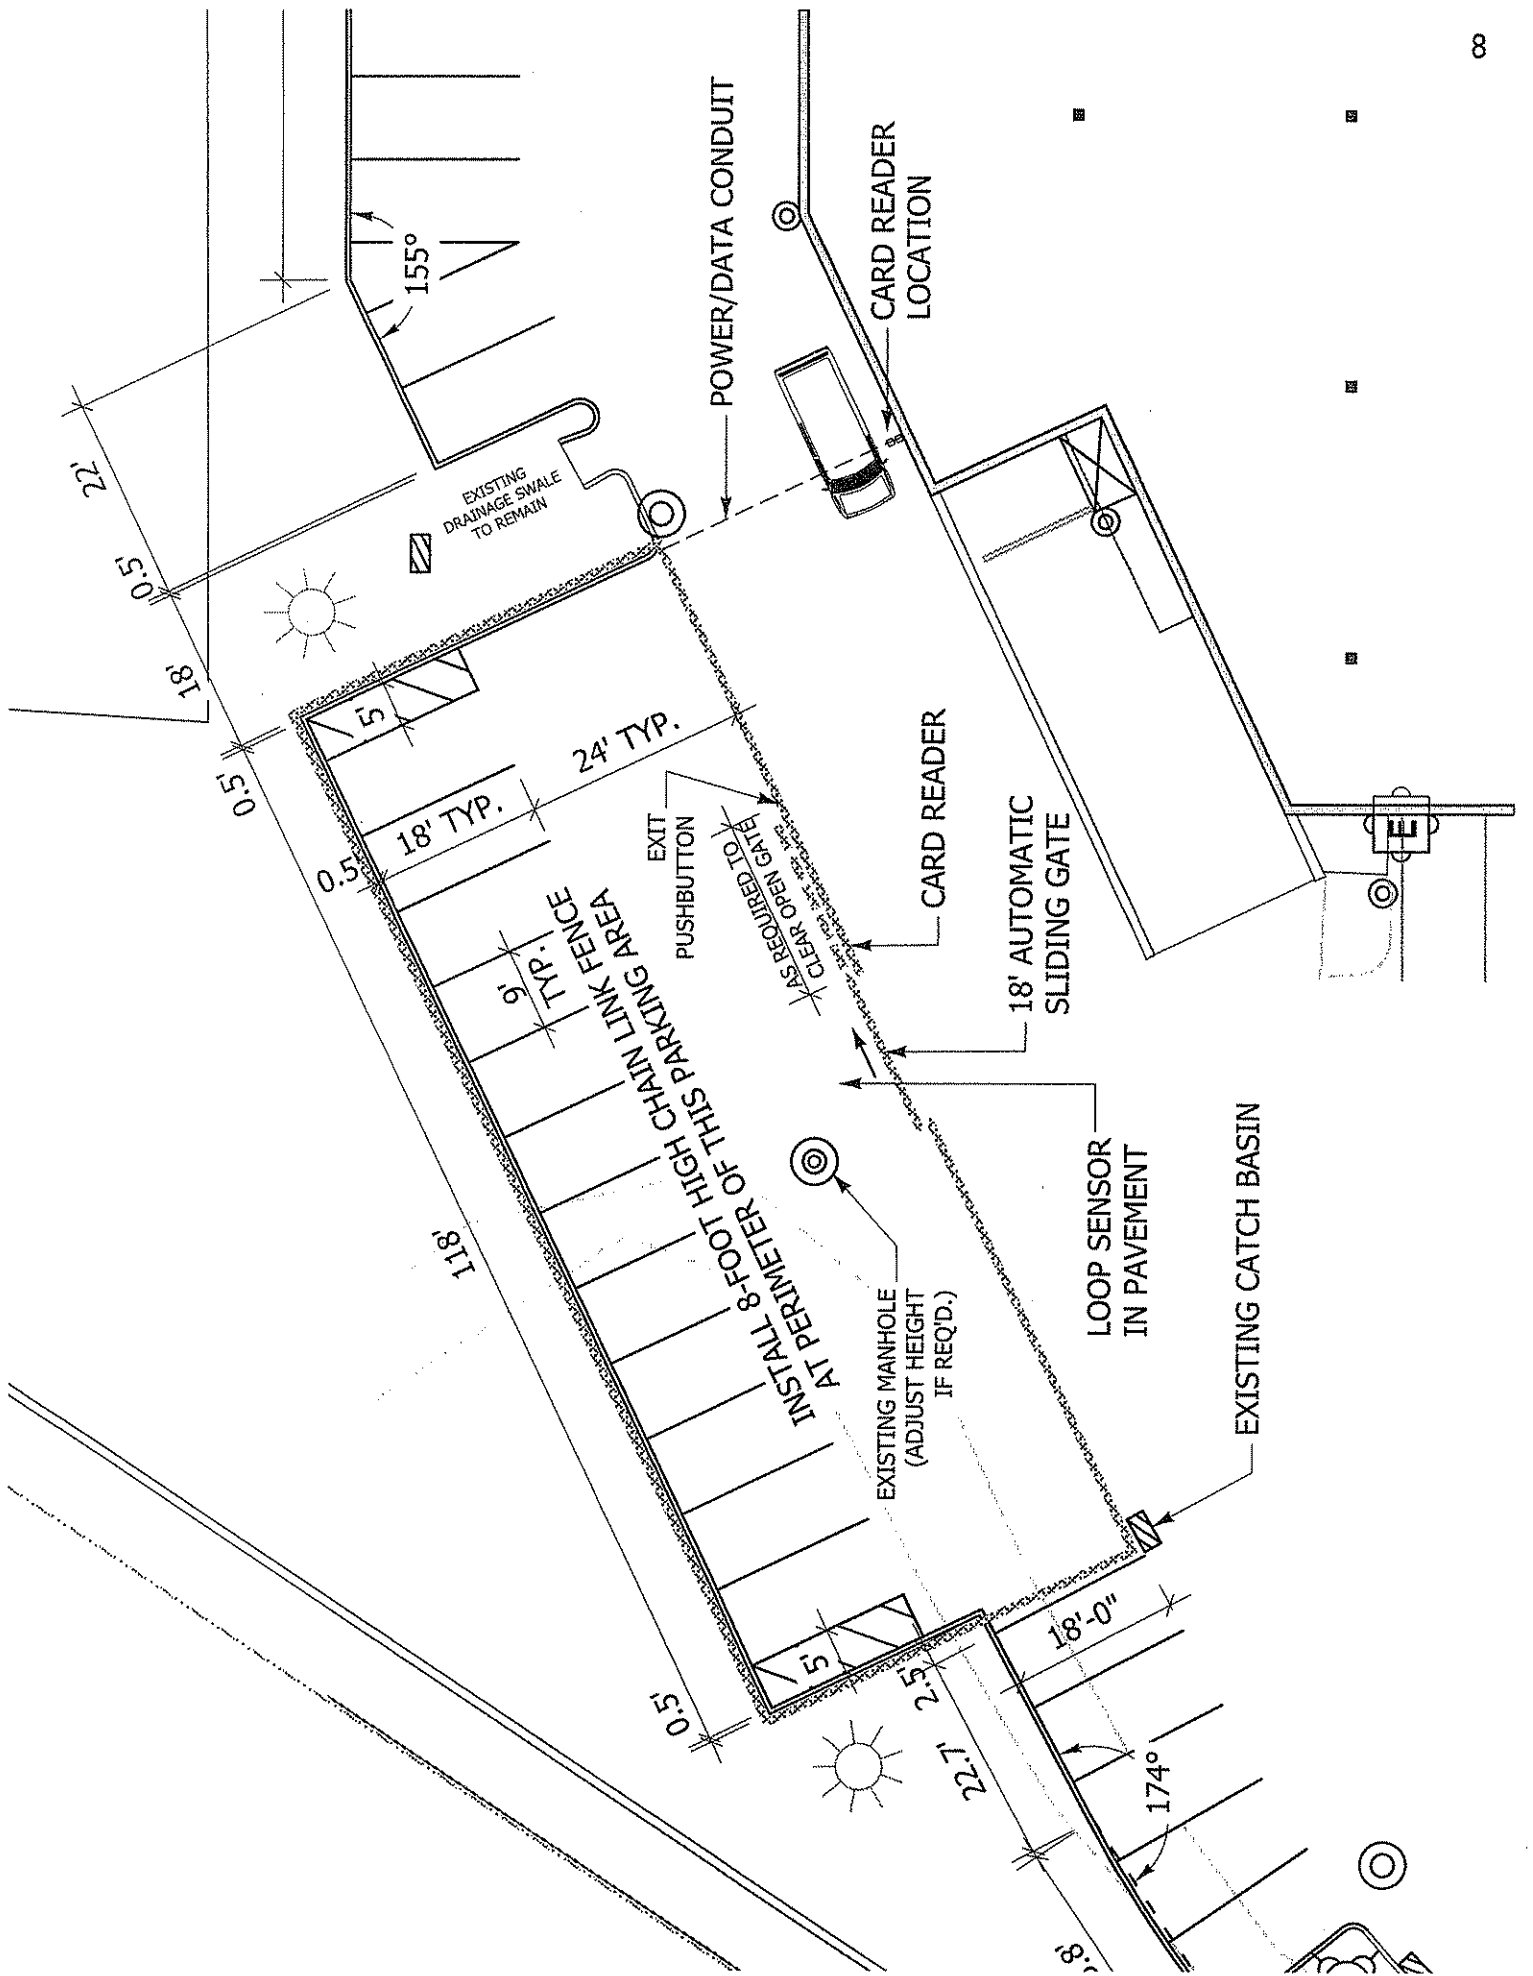 8
22'
0.5'
18'
0.5'
118'
0.5'
155°
EXISTING
DRAINAGE SWALE
TO REMAIN
POWER/DATA CONDUIT
CARD READER
LOCATION
5'
24' TYP.
18' TYP.
0.5'
9'
TYP.
EXIT
PUSHBUTTON
AS REQUIRED TO
CLEAR OPEN GATE
CARD READER
18' AUTOMATIC
SLIDING GATE
INSTALL 8-FOOT HIGH CHAIN LINK FENCE
AT PERIMETER OF THIS PARKING AREA
EXISTING MANHOLE
(ADJUST HEIGHT
IF REQ'D.)
LOOP SENSOR
IN PAVEMENT
EXISTING CATCH BASIN
E
5'
2.5'
22.7'
18'-0"
174°
.8'